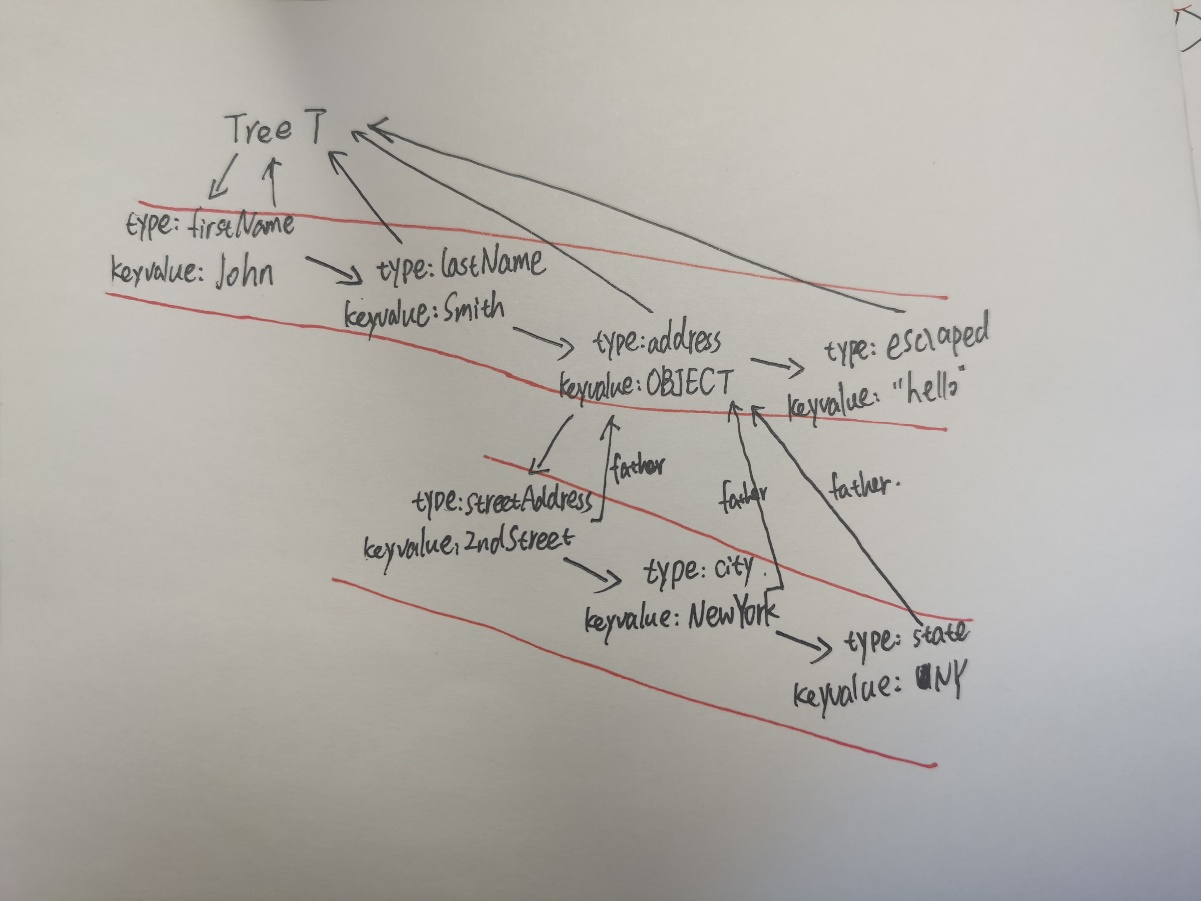 Tree T
type: firstName
keyvalue: John
type: lastName
keyvalue: Smith
type: address
keyvalue: OBJECT
type: escraped
keyvalue: "hello"
father
father
father.
type: streetAddress
keyvalue: 2ndStreet
type: city.
keyvalue: NewYork
type: state
keyvalue: NY